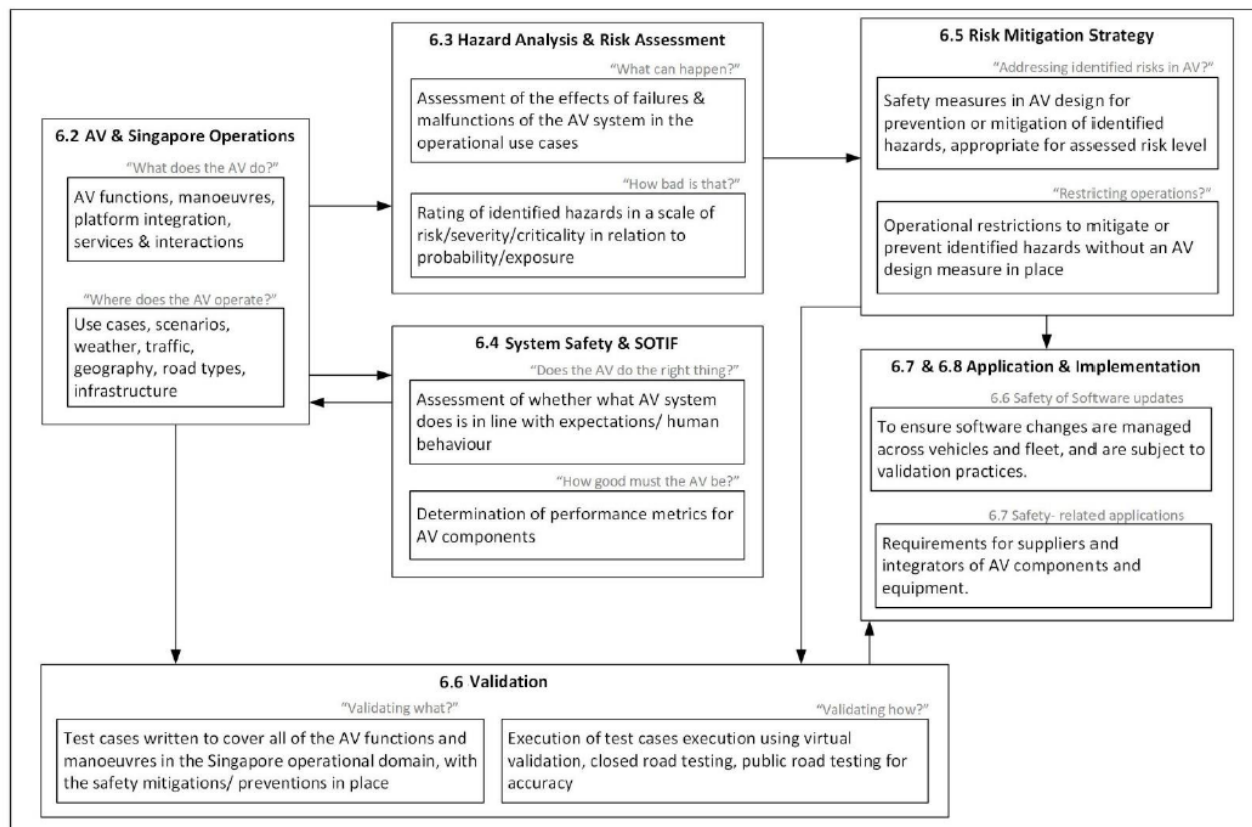 6.2 AV & Singapore Operations
“What does the AV do?”
AV functions, manoeuvres,
platform integration,
services & interactions
“Where does the AV operate?”
Use cases, scenarios,
weather, traffic,
geography, road types,
infrastructure
6.3 Hazard Analysis & Risk Assessment
“What can happen?”
Assessment of the effects of failures &
malfunctions of the AV system in the
operational use cases
“How bad is that?”
Rating of identified hazards in a scale of
risk/severity/criticality in relation to
probability/exposure
6.4 System Safety & SOTIF
“Does the AV do the right thing?”
Assessment of whether what AV system
does is in line with expectations/ human
behaviour
“How good must the AV be?”
Determination of performance metrics for
AV components
6.5 Risk Mitigation Strategy
“Addressing identified risks in AV?”
Safety measures in AV design for
prevention or mitigation of identified
hazards, appropriate for assessed risk level
“Restricting operations?”
Operational restrictions to mitigate or
prevent identified hazards without an AV
design measure in place
6.7 & 6.8 Application & Implementation
6.6 Safety of Software updates
To ensure software changes are managed
across vehicles and fleet, and are subject to
validation practices.
6.7 Safety- related applications
Requirements for suppliers and
integrators of AV components and
equipment.
6.6 Validation
“Validating what?”
Test cases written to cover all of the AV functions and
manoeuvres in the Singapore operational domain, with
the safety mitigations/ preventions in place
“Validating how?”
Execution of test cases execution using virtual
validation, closed road testing, public road testing for
accuracy